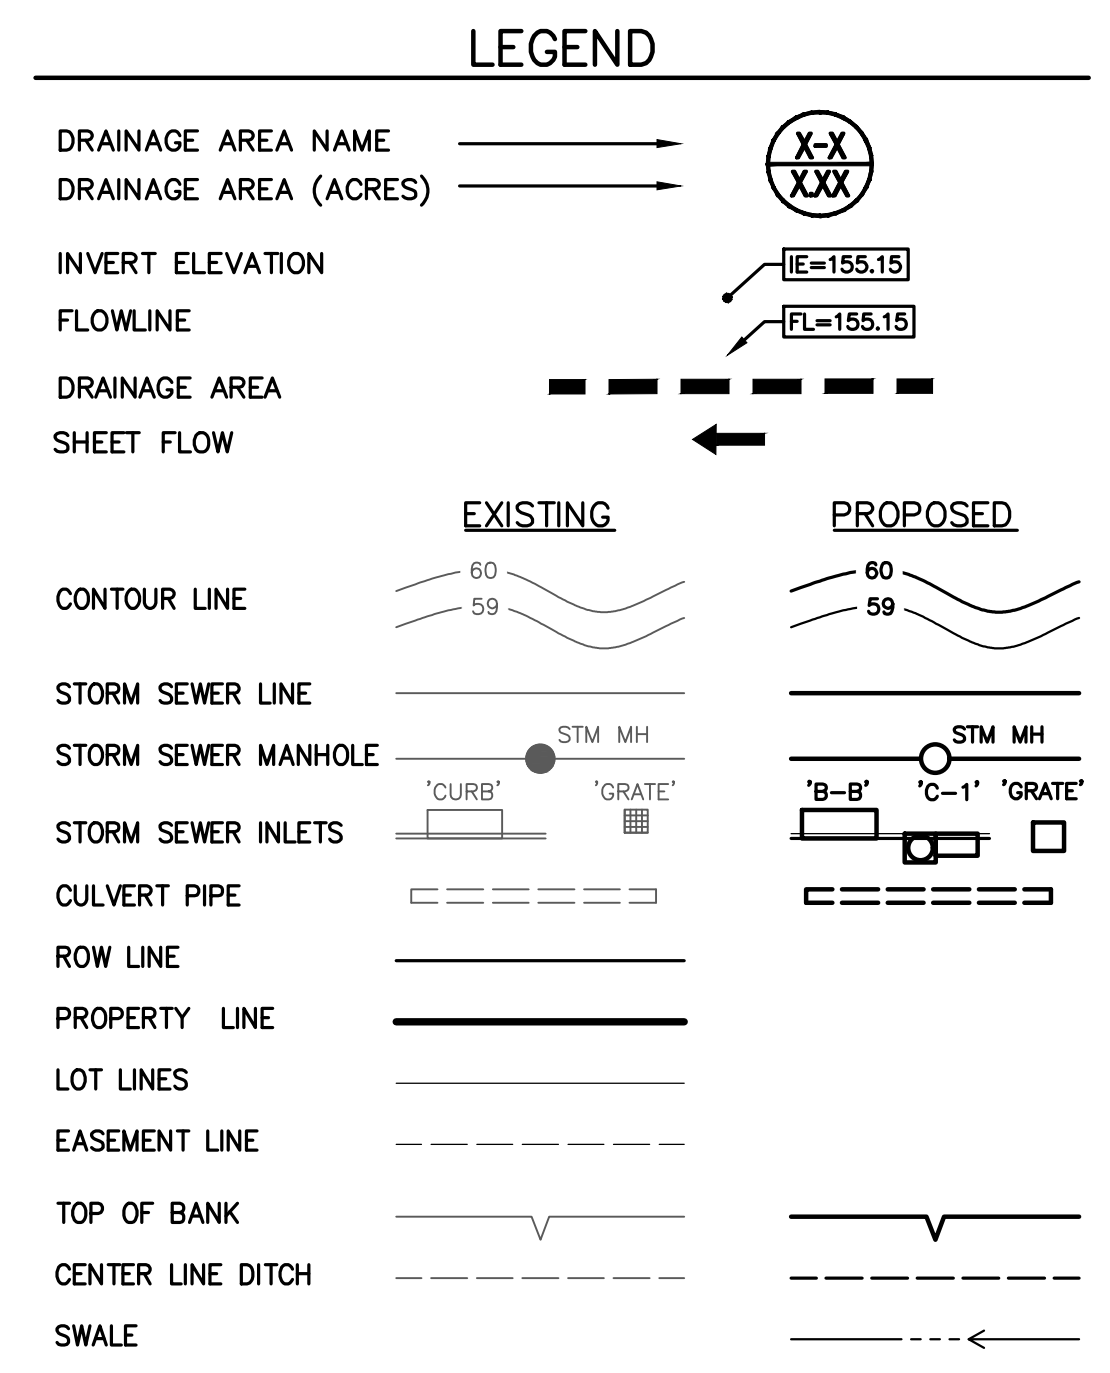 LEGEND
DRAINAGE AREA NAME
X-X
DRAINAGE AREA (ACRES)
X.XX
INVERT ELEVATION
IE=155.15
FLOWLINE
FL=155.15
DRAINAGE AREA
SHEET FLOW
EXISTING PROPOSED
CONTOUR LINE
60 60
59 59
STORM SEWER LINE
STORM SEWER MANHOLE
STM MH STM MH
'CURB' 'GRATE' 'B-B' 'C-1' 'GRATE'
STORM SEWER INLETS
CULVERT PIPE
ROW LINE
PROPERTY LINE
LOT LINES
EASEMENT LINE
TOP OF BANK
CENTER LINE DITCH
SWALE